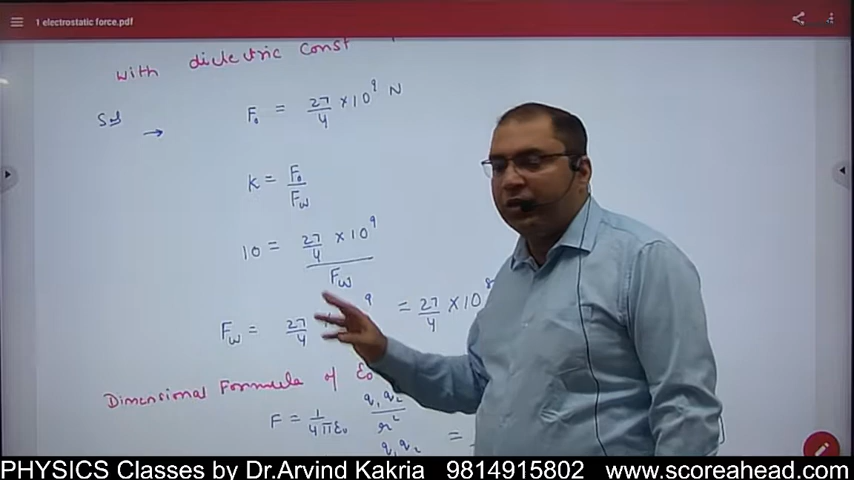 1 electrostatic force.pdf
with dielectric Const
Sol → F₀ = 27/4 × 10⁹ N
K = F₀/F_W
10 = (27/4 × 10⁹)/F_W
F_W = 27/4 9 = 27/4 × 10⁸
Dimensional Formula of ε₀
F = 1/4πε₀ q₁q₂/r²
q₁q₂ =
PHYSICS Classes by Dr.Arvind Kakria 9814915802 www.scoreahead.com